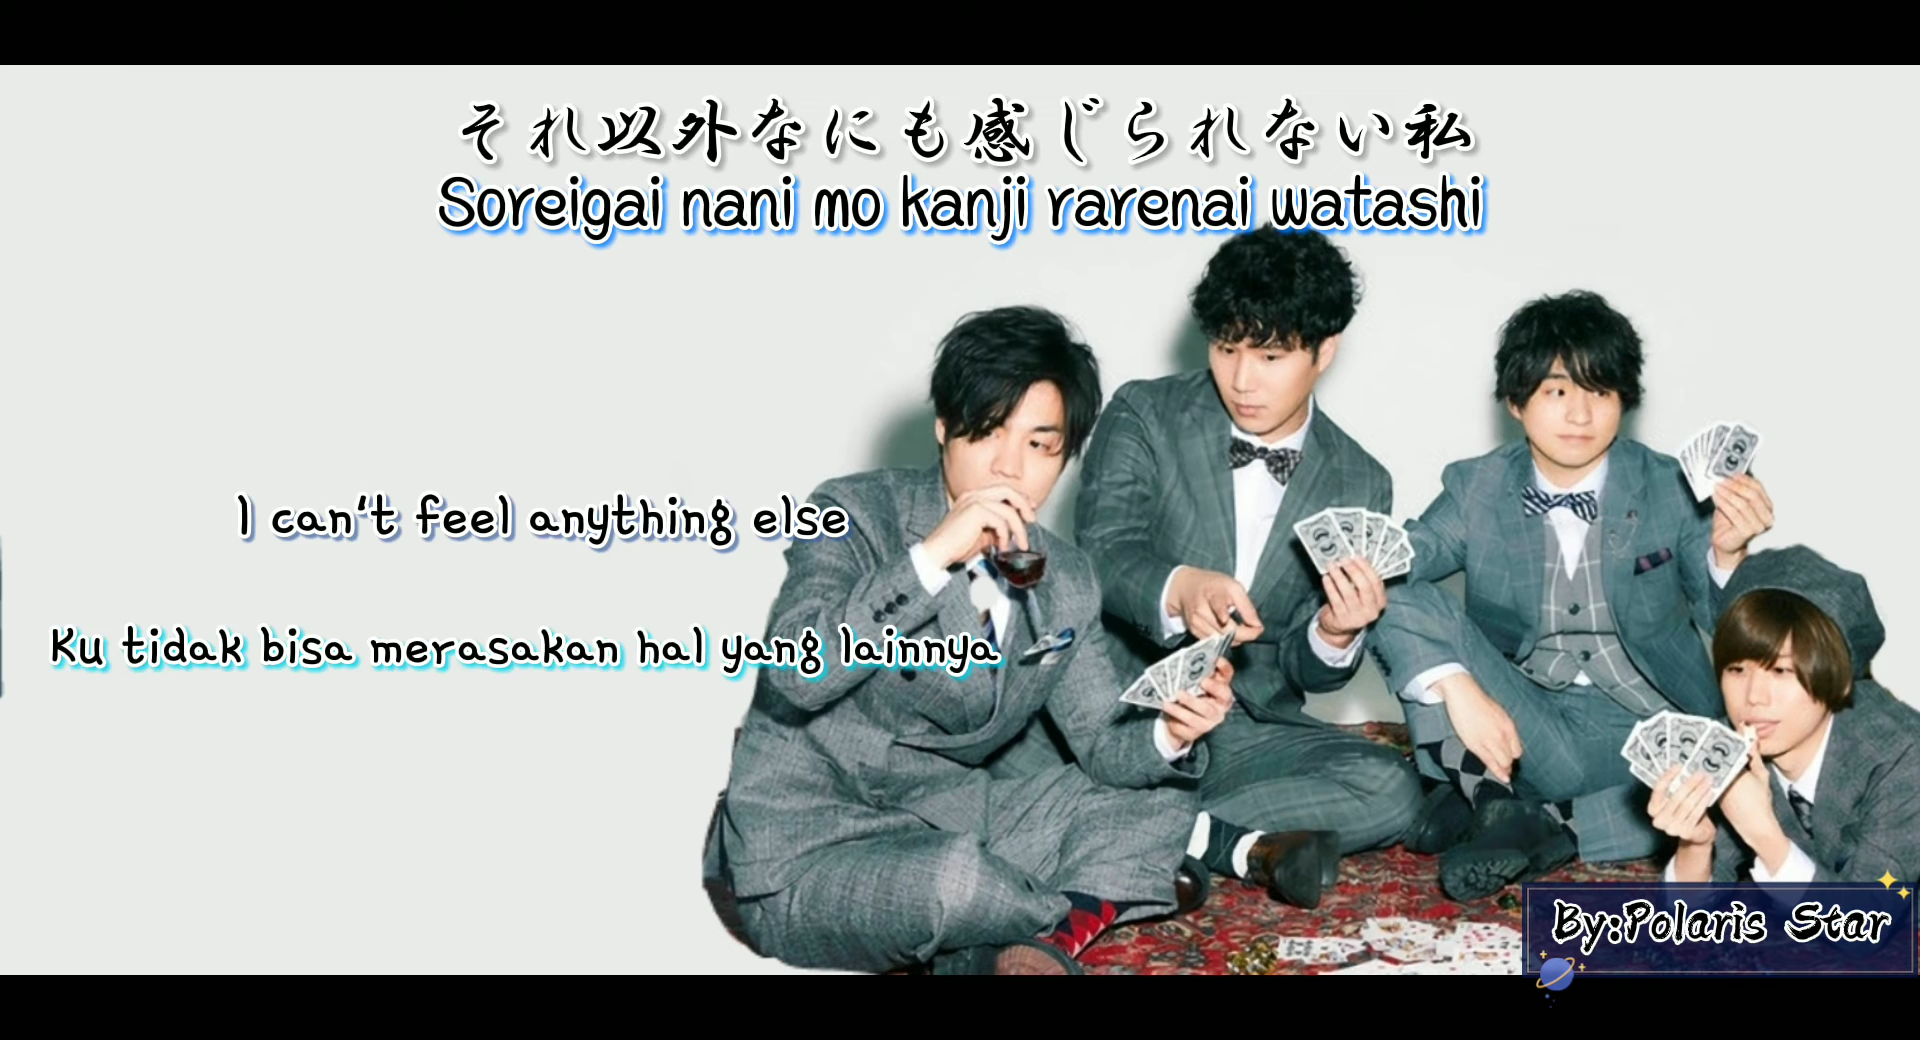 それ以外なにも感じられない私
Soreigai nani mo kanji rarenai watashi
I can't feel anything else
Ku tidak bisa merasakan hal yang lainnya
By:Polaris Star